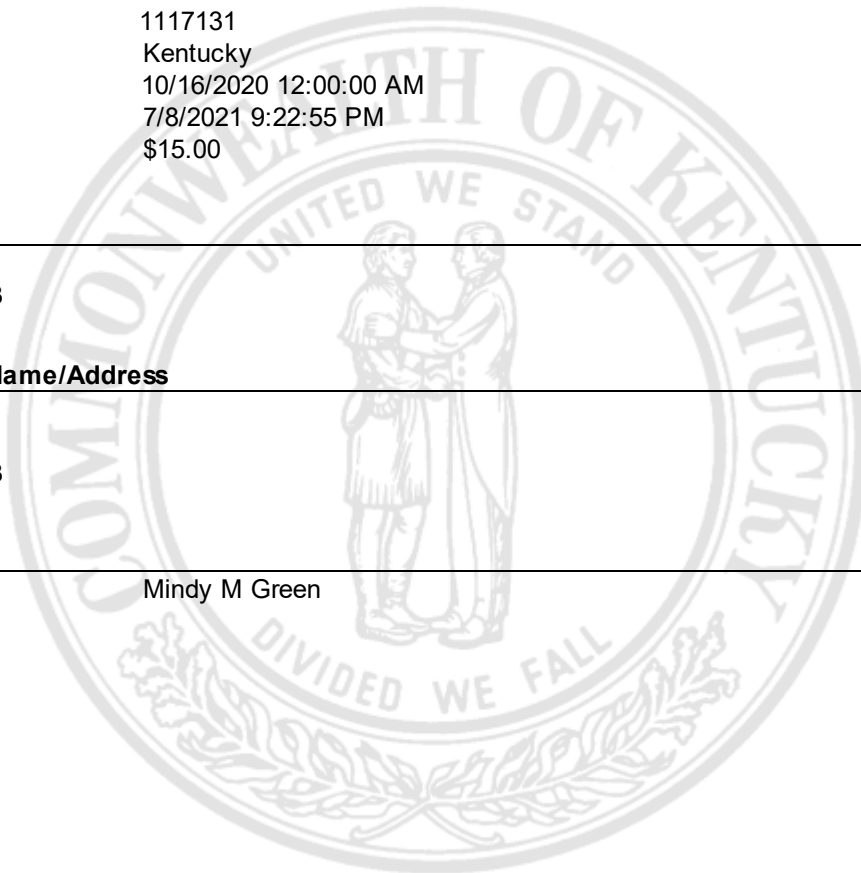 1117131
Kentucky
10/16/2020 12:00:00 AM
7/8/2021 9:22:55 PM
$15.00
COMMONWEALTH OF KENTUCKY
UNITED WE STAND
Name/Address
Mindy M Green
DIVIDED WE FALL